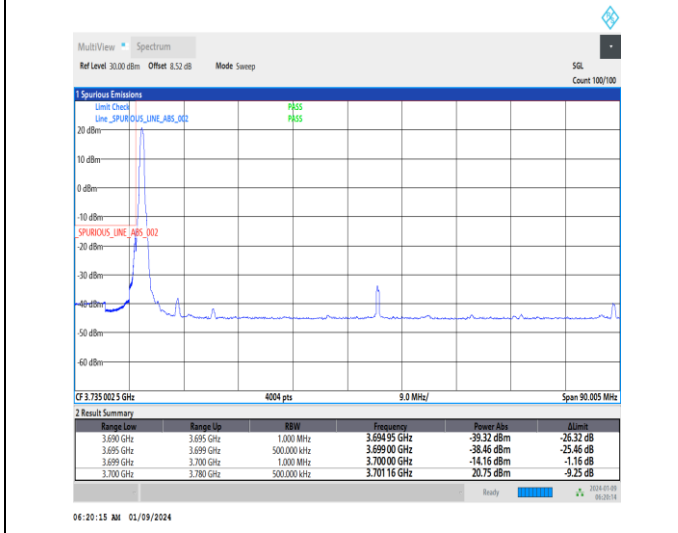 MultiView Spectrum
Ref Level 30.00 dBm Offset 8.52 dB Mode Sweep SGL
Count 100/100
1 Spurious Emissions
Limit Check PASS
Line _SPURIOUS_LINE_ABS_002 PASS
20 dBm
10 dBm
0 dBm
-10 dBm
_SPURIOUS_LINE_ABS_002
-20 dBm
-30 dBm
-40 dBm
-50 dBm
-60 dBm
CF 3.735 002 5 GHz 4004 pts 9.0 MHz/ Span 90.005 MHz
2 Result Summary
Range Low Range Up RBW Frequency Power Abs ΔLimit
3.690 GHz 3.695 GHz 1.000 MHz 3.694 95 GHz -39.32 dBm -26.32 dB
3.695 GHz 3.699 GHz 500.000 kHz 3.699 00 GHz -38.46 dBm -25.46 dB
3.699 GHz 3.700 GHz 1.000 MHz 3.700 00 GHz -14.16 dBm -1.16 dB
3.700 GHz 3.780 GHz 500.000 kHz 3.701 16 GHz 20.75 dBm -9.25 dB
Ready 2024-01-09
06:20:14
06:20:15 AM 01/09/2024